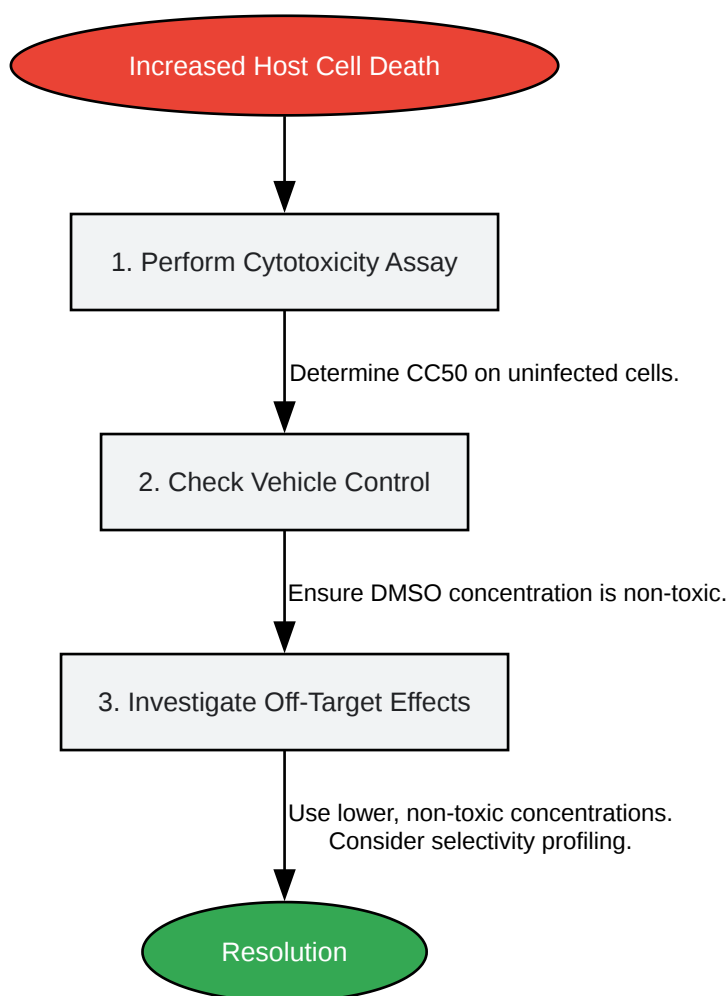 Increased Host Cell Death
1. Perform Cytotoxicity Assay
Determine CC50 on uninfected cells.
2. Check Vehicle Control
Ensure DMSO concentration is non-toxic.
3. Investigate Off-Target Effects
Use lower, non-toxic concentrations.
Consider selectivity profiling.
Resolution